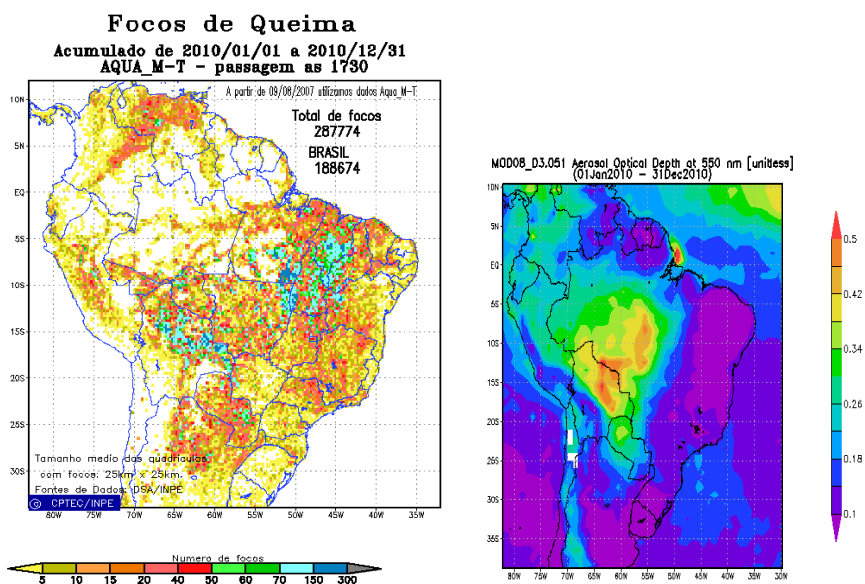 Focos de Queima
Acumulado de 2010/01/01 a 2010/12/31
AQUA_M-T - passagem as 1730
A partir de 09/08/2007 utilizamos dados Aqua_M-T
Total de focos
287774
BRASIL
188674
10N
5N
EQ
5S
10S
15S
20S
25S
30S
Tamanho medio das quadriculas
com focos: 25km x 25km.
Fontes de Dados: DSA/INPE
© CPTEC/INPE
80W 75W 70W 65W 60W 55W 50W 45W 40W 35W
Numero de focos
5 10 15 20 40 50 60 70 150 300
MOD08_D3.051 Aerosol Optical Depth at 550 nm [unitless]
(01Jan2010 - 31Dec2010)
10N
5N
0
5S
10S
15S
20S
25S
30S
35S
80W 75W 70W 65W 60W 55W 50W 45W 40W 35W 30W
0.5
0.42
0.34
0.26
0.18
0.1